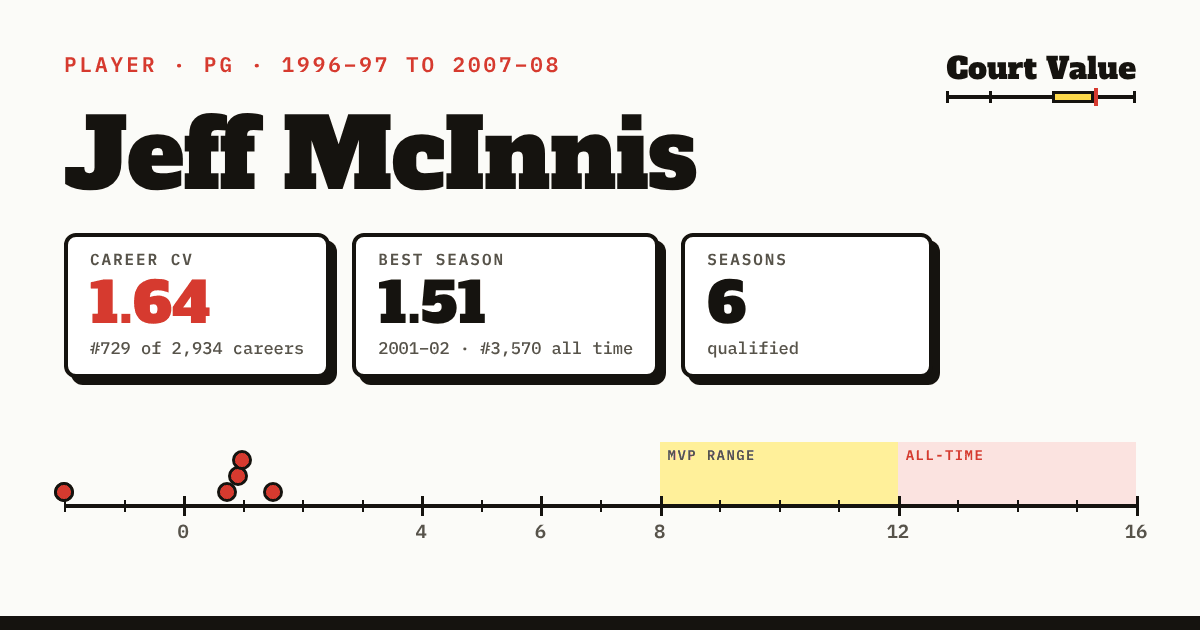 PLAYER · PG · 1996–97 TO 2007–08
Court Value
Jeff McInnis
CAREER CV
1.64
#729 of 2,934 careers
BEST SEASON
1.51
2001–02 · #3,570 all time
SEASONS
6
qualified
MVP RANGE
ALL-TIME
0 4 6 8 12 16